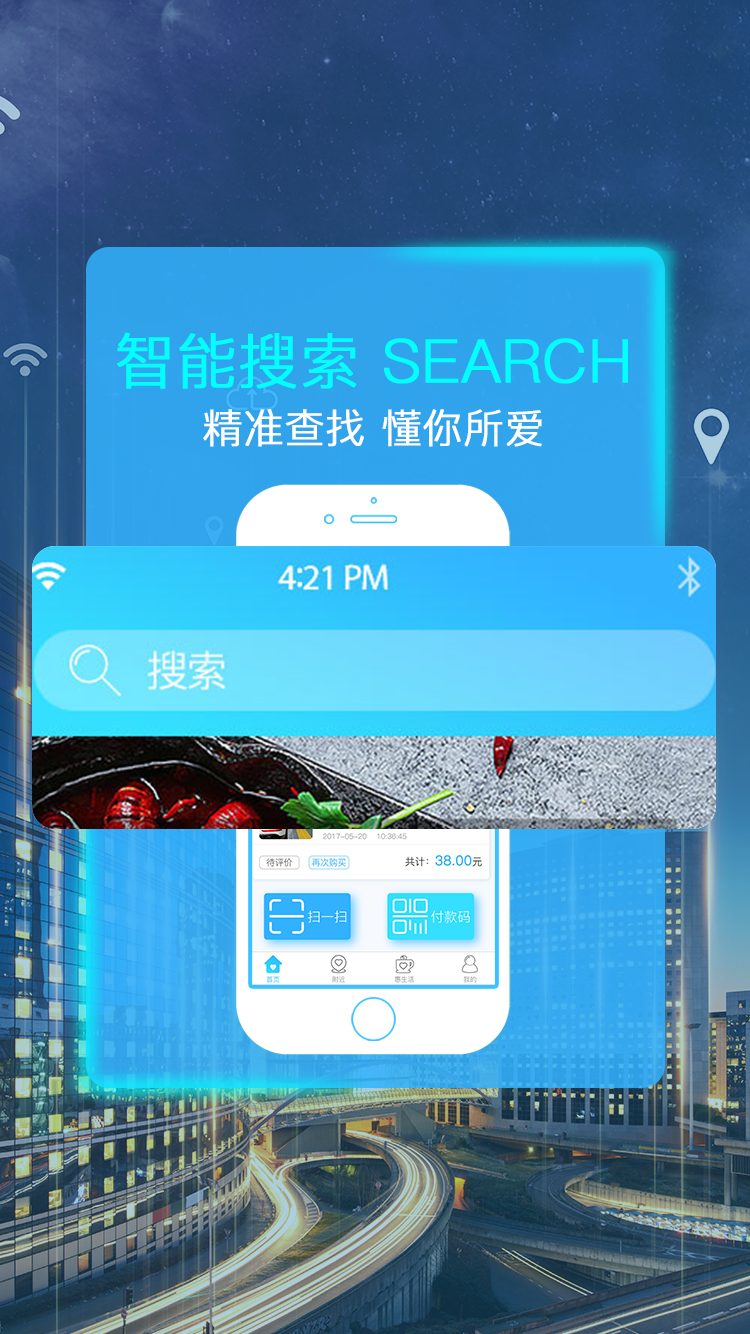 智能搜索 SEARCH
精准查找 懂你所爱
4:21 PM
搜索
2017-05-20 10:36:45
待评价 再次购买 共计：38.00元
扫一扫 付款码
首页 附近 惠生活 我的